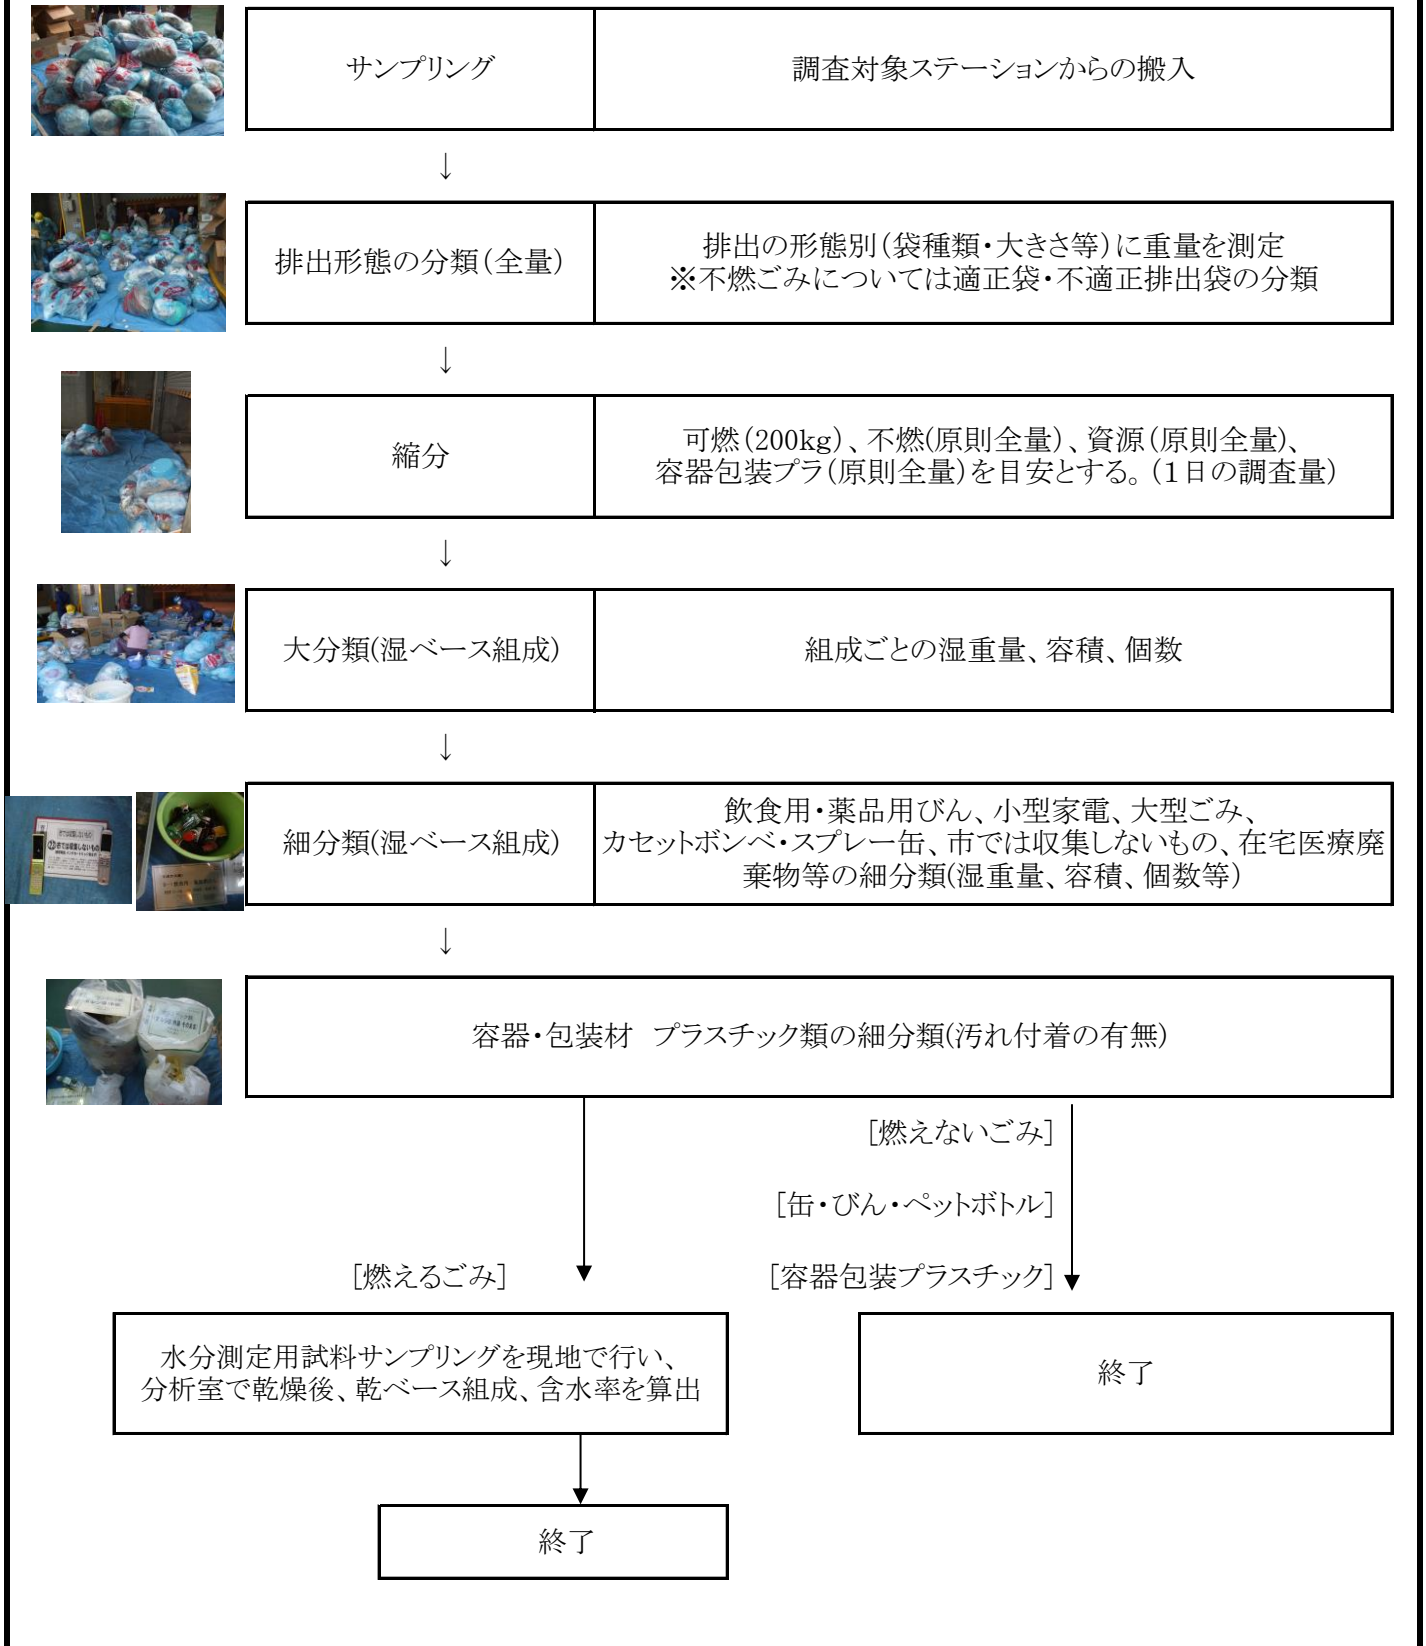 サンプリング
調査対象ステーションからの搬入
↓
排出形態の分類（全量）
排出の形態別（袋種類・大きさ等）に重量を測定
※不燃ごみについては適正袋・不適正排出袋の分類
↓
縮分
可燃（200kg）、不燃(原則全量）、資源（原則全量）、
容器包装プラ(原則全量）を目安とする。（１日の調査量）
↓
大分類(湿ベース組成）
組成ごとの湿重量、容積、個数
↓
細分類（湿ベース組成）
飲食用・薬品用びん、小型家電、大型ごみ、
カセットボンベ・スプレー缶、市では収集しないもの、在宅医療廃
棄物等の細分類(湿重量、容積、個数等）
市では収集しないもの
↓
容器・包装材　プラスチック類の細分類(汚れ付着の有無）
［燃えないごみ］
［缶・びん・ペットボトル］
［燃えるごみ］
［容器包装プラスチック］
水分測定用試料サンプリングを現地で行い、
分析室で乾燥後、乾ベース組成、含水率を算出
終了
終了